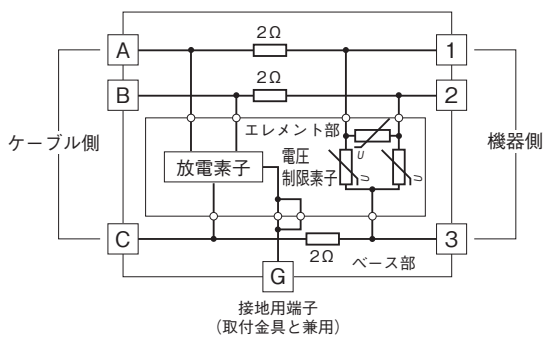 A 2Ω 1
B 2Ω 2
ケーブル側
機器側
エレメント部
放電素子
電圧
制限素子
U
U
U
C 2Ω 3
ベース部
G
接地用端子
(取付金具と兼用)